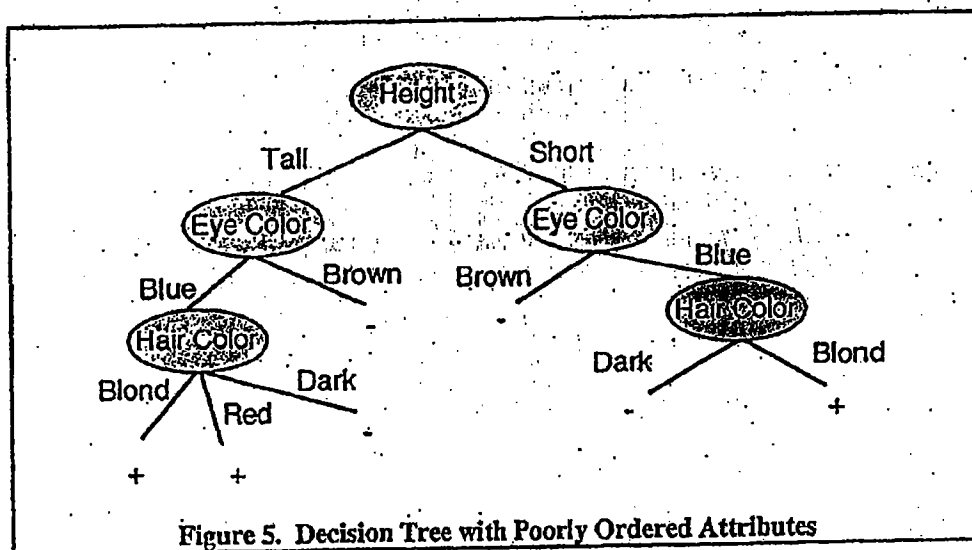 Height
Tall
Short
Eye Color
Eye Color
Blue
Brown
Brown
Blue
-
-
Hair Color
Hair Color
Blond
Red
Dark
Dark
Blond
-
-
+
+
+
Figure 5. Decision Tree with Poorly Ordered Attributes